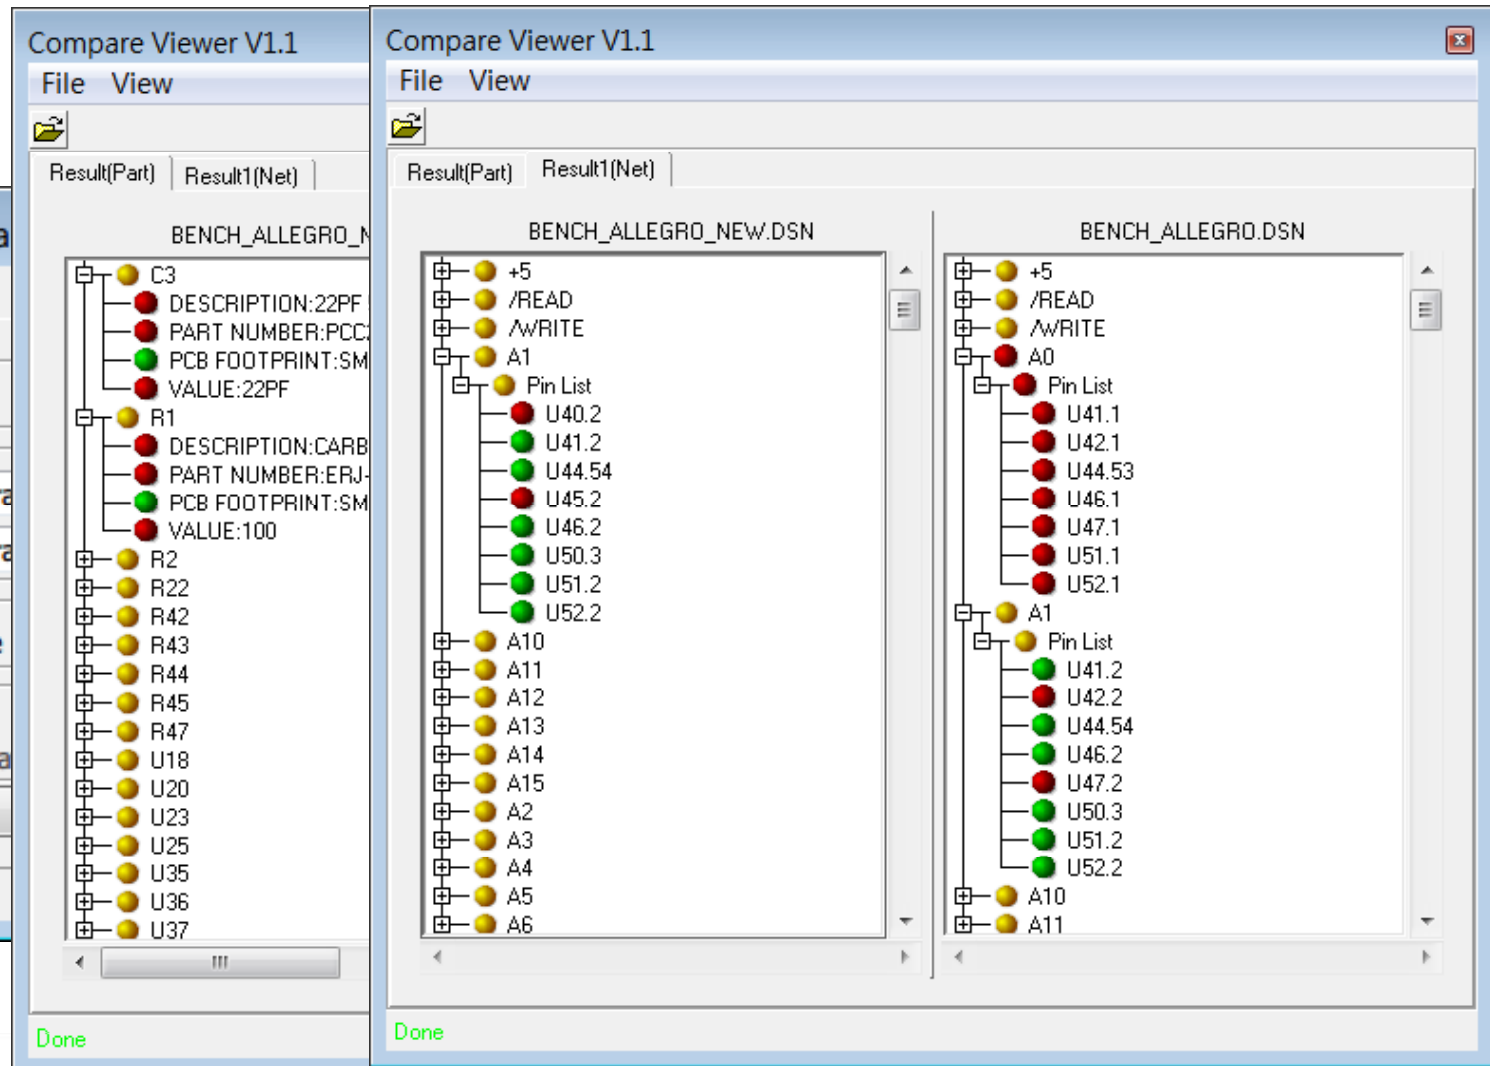 Compare Viewer V1.1
File View
Result(Part) Result1(Net)
BENCH_ALLEGRO_N
C3
DESCRIPTION:22PF
PART NUMBER:PCC2
PCB FOOTPRINT:SM
VALUE:22PF
R1
DESCRIPTION:CARB
PART NUMBER:ERJ-
PCB FOOTPRINT:SM
VALUE:100
R2
R22
R42
R43
R44
R45
R47
U18
U20
U23
U25
U35
U36
U37
Done
Compare Viewer V1.1
File View
Result(Part) Result1(Net)
BENCH_ALLEGRO_NEW.DSN
+5
/READ
/WRITE
A1
Pin List
U40.2
U41.2
U44.54
U45.2
U46.2
U50.3
U51.2
U52.2
A10
A11
A12
A13
A14
A15
A2
A3
A4
A5
A6
BENCH_ALLEGRO.DSN
+5
/READ
/WRITE
A0
Pin List
U41.1
U42.1
U44.53
U46.1
U47.1
U51.1
U52.1
A1
Pin List
U41.2
U42.2
U44.54
U46.2
U47.2
U50.3
U51.2
U52.2
A10
A11
Done